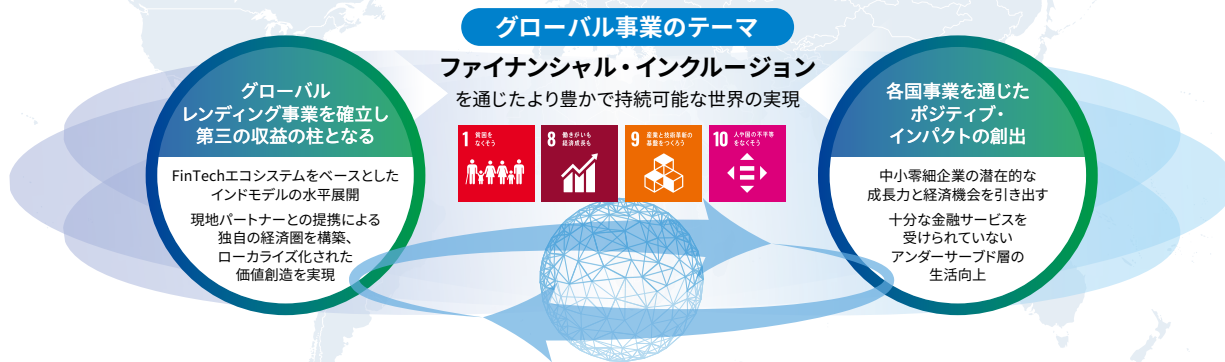 グローバル事業のテーマ
ファイナンシャル・インクルージョン
を通じたより豊かで持続可能な世界の実現
1 貧困を
なくそう
8 働きがいも
経済成長も
9 産業と技術革新の
基盤をつくろう
10 人や国の不平等
をなくそう
グローバル
レンディング事業を確立し
第三の収益の柱となる
FinTechエコシステムをベースとした
インドモデルの水平展開
現地パートナーとの提携による
独自の経済圏を構築、
ローカライズ化された
価値創造を実現
各国事業を通じた
ポジティブ・
インパクトの創出
中小零細企業の潜在的な
成長力と経済機会を引き出す
十分な金融サービスを
受けられていない
アンダーサーブド層の
生活向上